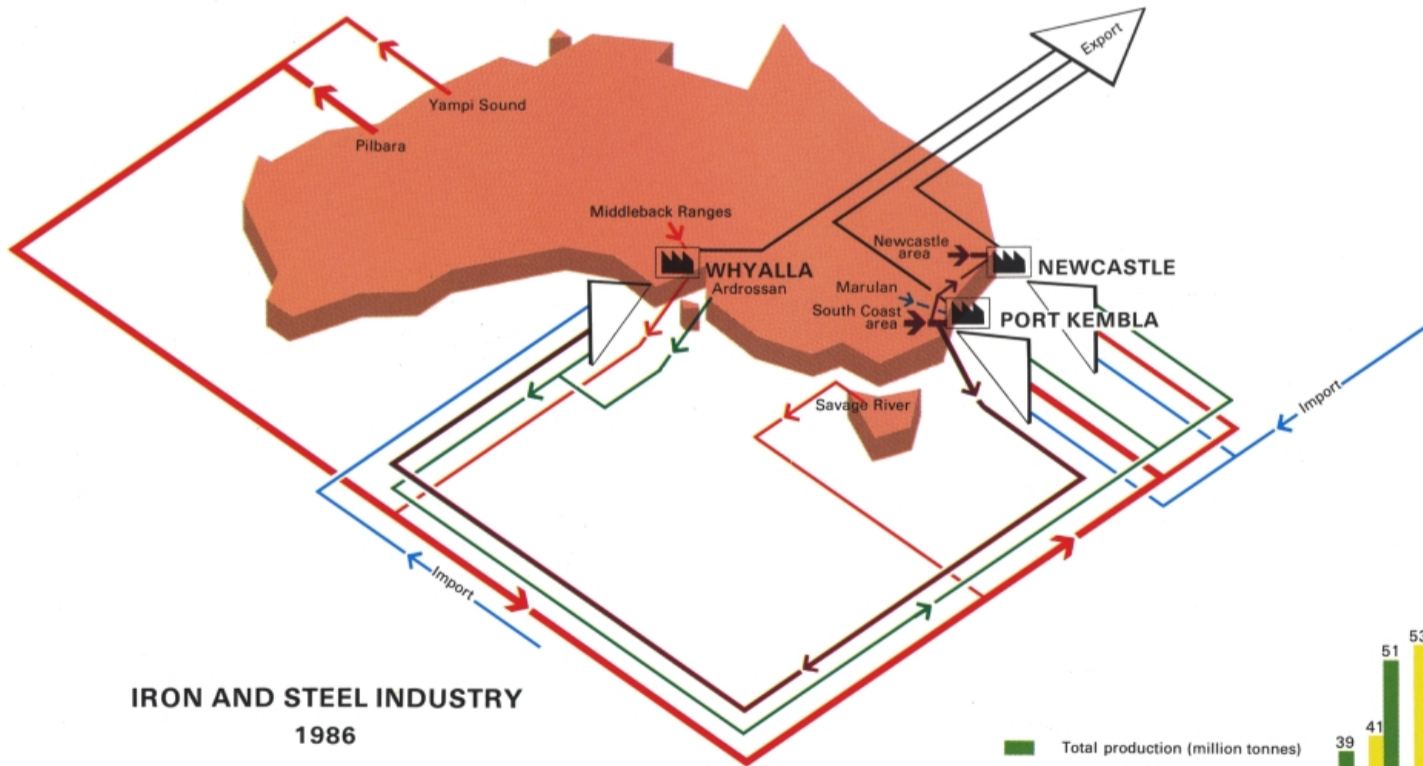 Export
Yampi Sound
Pilbara
Middleback Ranges
Newcastle
area
NEWCASTLE
WHYALLA
Ardrossan
Marulan
South Coast
area
PORT KEMBLA
Savage River
Import
Import
IRON AND STEEL INDUSTRY
1986
Total production (million tonnes)
39
41
51
53